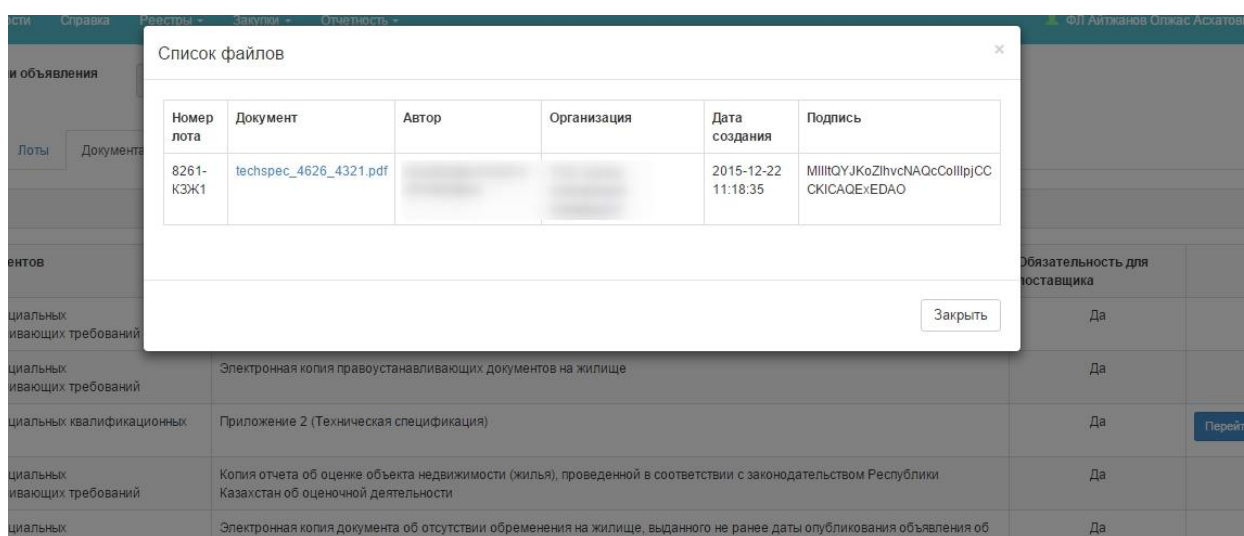 ости Справка Реестры Закупки Отчетность ФЛ Айтжанов Олжас Асхатови
Список файлов ×
и объявления
Номер лота Документ Автор Организация Дата создания Подпись
Лоты Документа
8261-КЗЖ1 techspec_4626_4321.pdf 2015-12-22 11:18:35 MIIItQYJKoZIhvcNAQcCoIIIpjCC
CKICAQExEDAO
ентов Обязательность для
поставщика
Закрыть
циальных Да
ивающих требований
циальных Электронная копия правоустанавливающих документов на жилище Да
ивающих требований
циальных квалификационных Приложение 2 (Техническая спецификация) Да Перейт
циальных Копия отчета об оценке объекта недвижимости (жилья), проведенной в соответствии с законодательством Республики Да
ивающих требований Казахстан об оценочной деятельности
циальных Электронная копия документа об отсутствии обременения на жилище, выданного не ранее даты опубликования объявления об Да